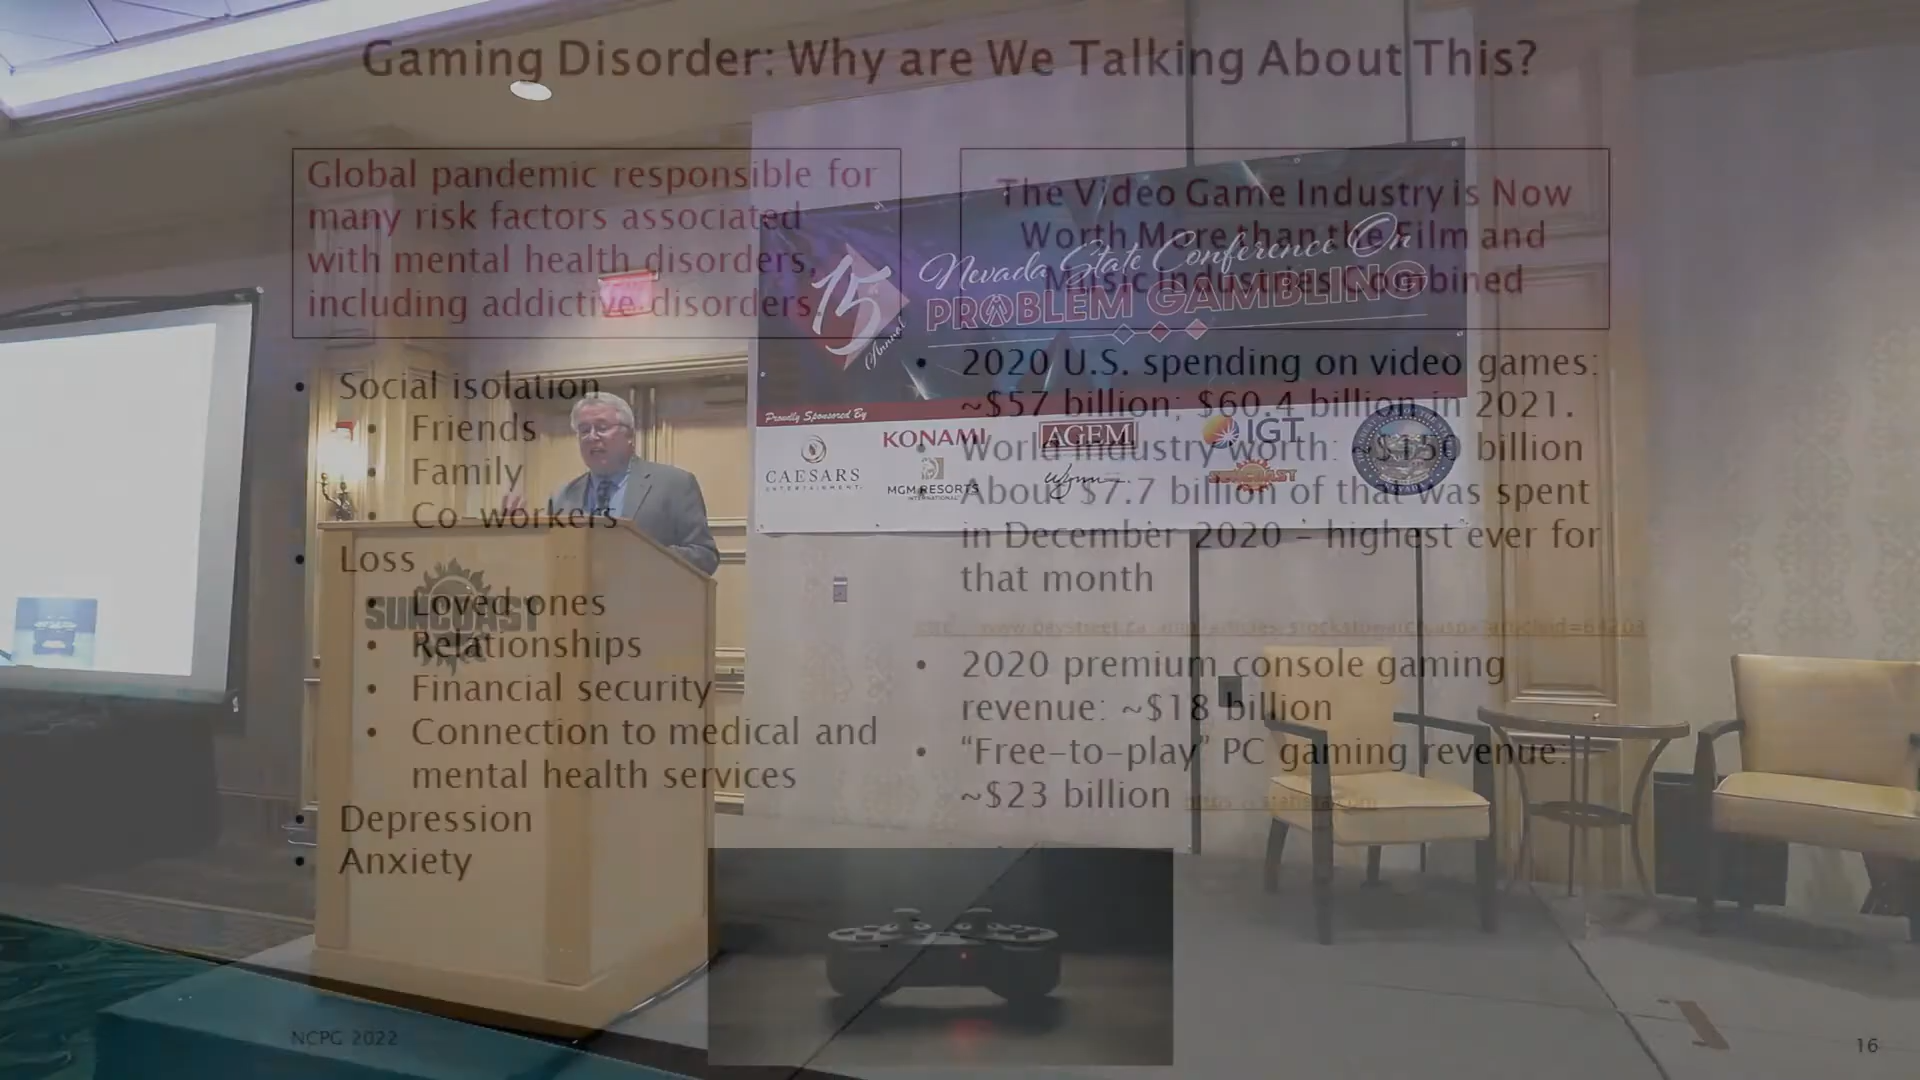 Gaming Disorder: Why are We Talking About This?
Global pandemic responsible for
many risk factors associated
with mental health disorders,
including addictive disorders.
• Social isolation
• Friends
• Family
• Co-workers
• Loss
• Loved ones
• Relationships
• Financial security
• Connection to medical and
mental health services
• Depression
• Anxiety
The Video Game Industry is Now
Worth More than the Film and
Music Industries Combined
• 2020 U.S. spending on video games:
~$57 billion; $60.4 billion in 2021.
• World industry worth: ~$150 billion
About $7.7 billion of that was spent
in December 2020 – highest ever for
that month
• 2020 premium console gaming
revenue: ~$18 billion
• “Free-to-play” PC gaming revenue:
~$23 billion
NCPG 2022
16
15th Annual
Nevada State Conference On
PROBLEM GAMBLING
Proudly Sponsored By
KONAMI
AGEM
IGT
CAESARS
ENTERTAINMENT
MGM RESORTS
INTERNATIONAL
Wynn
SUNCOAST
SUNCOAST